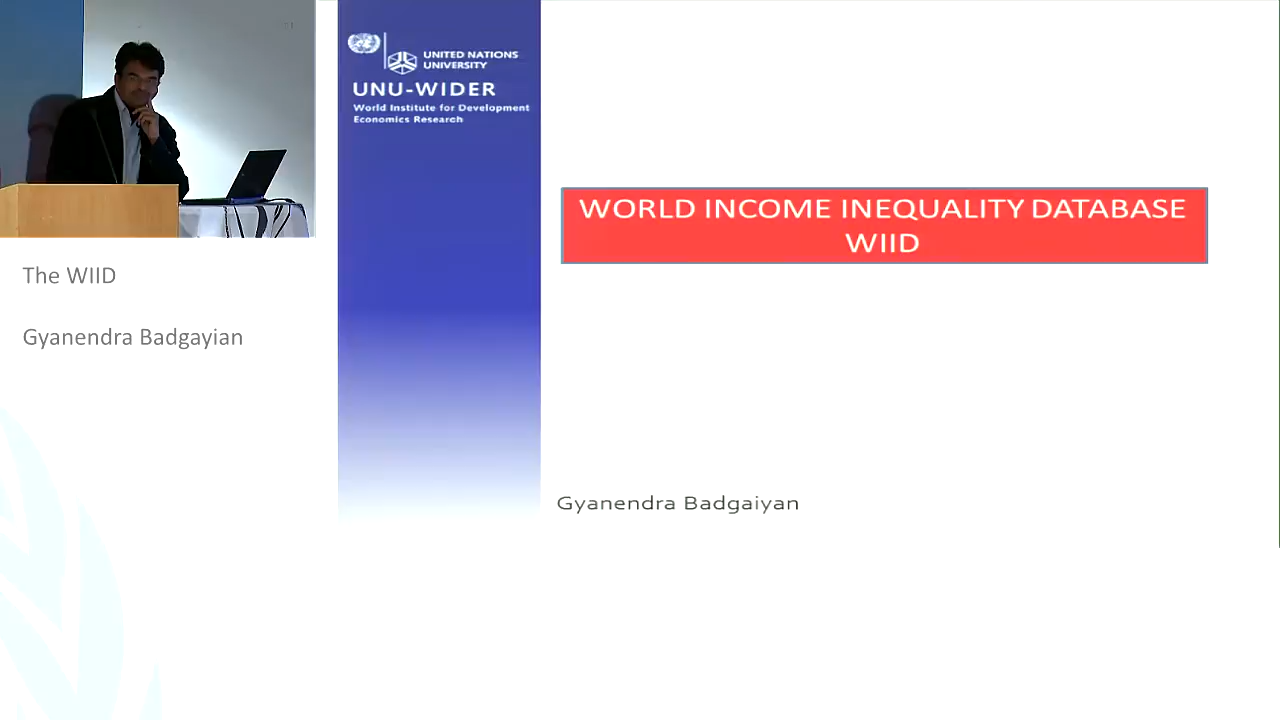 UNITED NATIONS
UNIVERSITY
UNU-WIDER
World Institute for Development
Economics Research
WORLD INCOME INEQUALITY DATABASE
WIID
The WIID
Gyanendra Badgayian
Gyanendra Badgaiyan